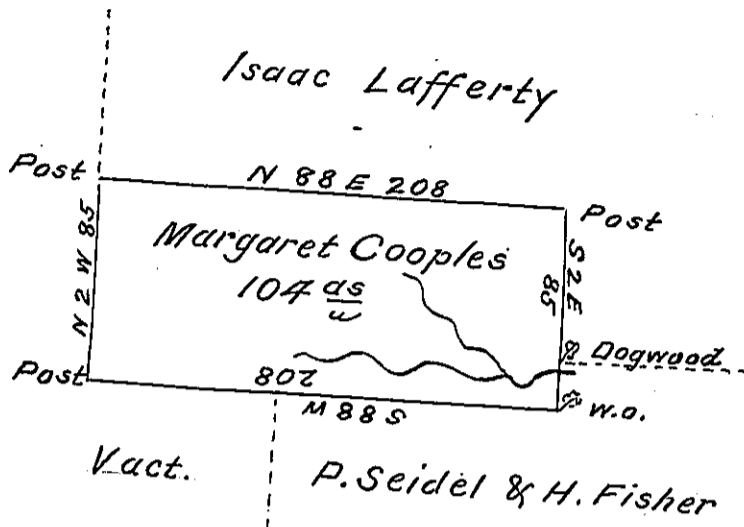 Isaac Lafferty
Post
N 88 E 208
Post
N 2 W 85
Margaret Cooples
104 as/w
S 2 E
85
Dogwood
Post
208
S 88 W
W.O.
Vact.
P. Seidel & H. Fisher